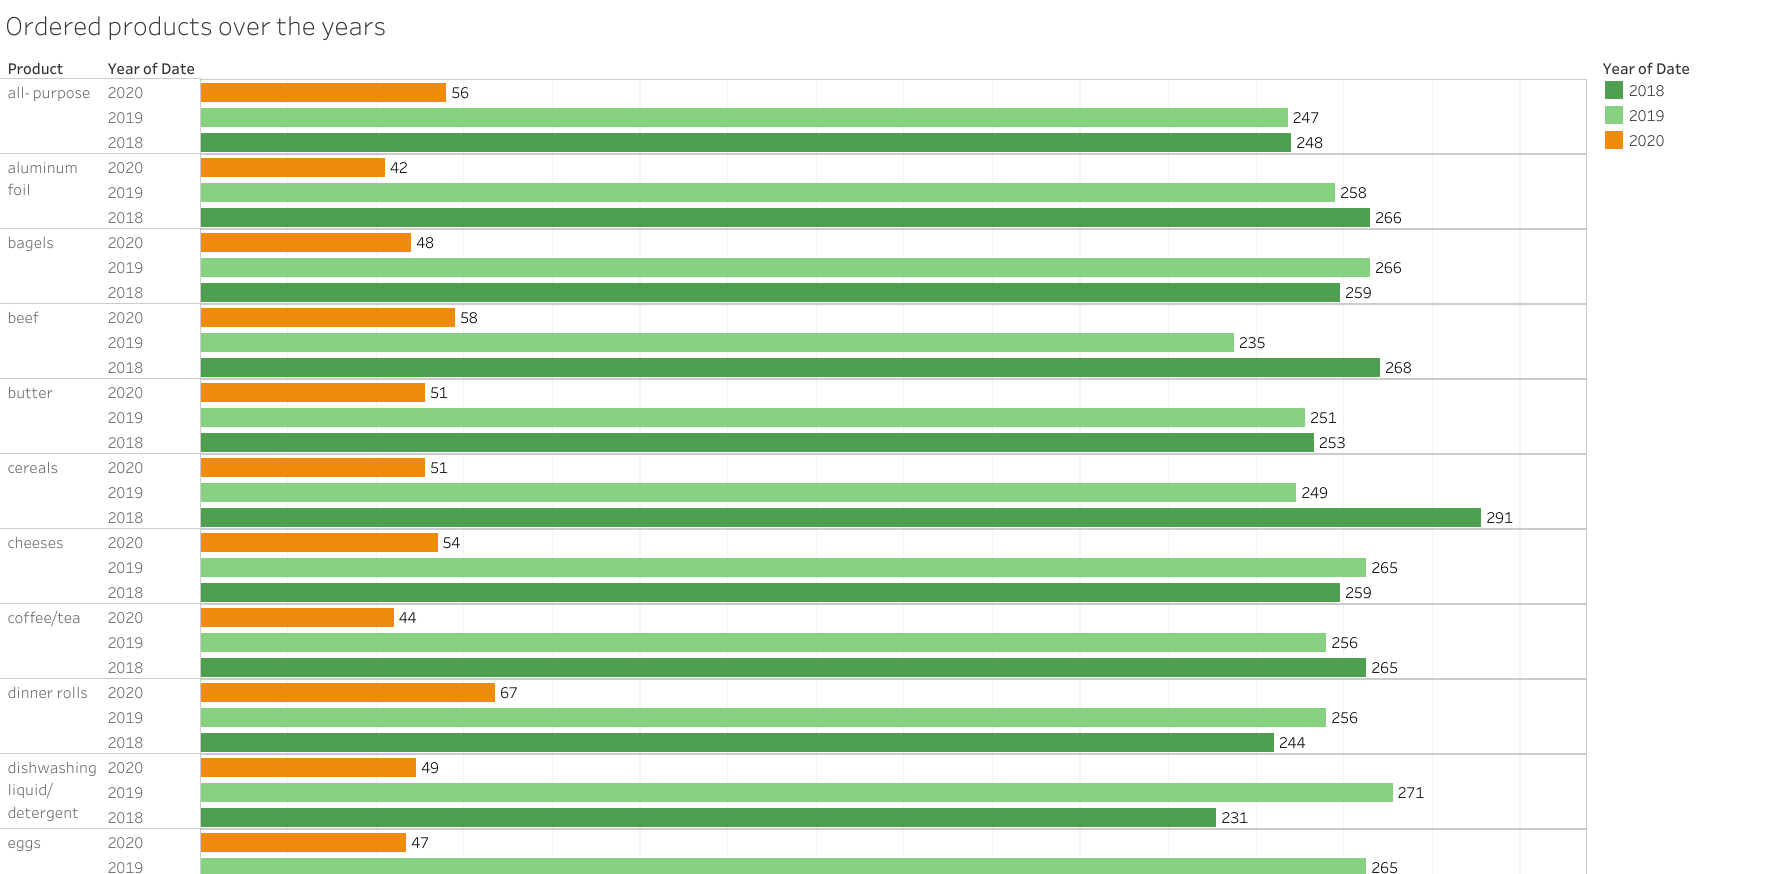 Ordered products over the years
Product Year of Date
all- purpose 2020 56
2019 247
2018 248
aluminum 2020 42
foil 2019 258
2018 266
bagels 2020 48
2019 266
2018 259
beef 2020 58
2019 235
2018 268
butter 2020 51
2019 251
2018 253
cereals 2020 51
2019 249
2018 291
cheeses 2020 54
2019 265
2018 259
coffee/tea 2020 44
2019 256
2018 265
dinner rolls 2020 67
2019 256
2018 244
dishwashing 2020 49
liquid/ 2019 271
detergent 2018 231
eggs 2020 47
2019 265
Year of Date
2018
2019
2020